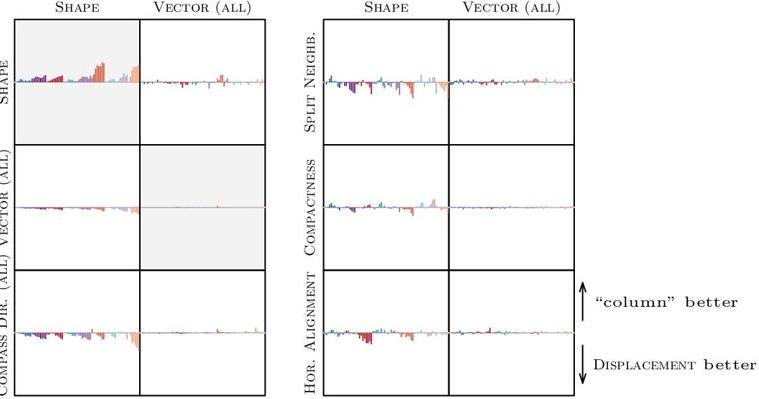 SHAPE VECTOR (ALL) SHAPE VECTOR (ALL)
SHAPE
VECTOR (ALL)
COMPASS DIR. (ALL)
SPLIT NEIGHB.
COMPACTNESS
HOR. ALIGNMENT
“column” better
DISPLACEMENT better